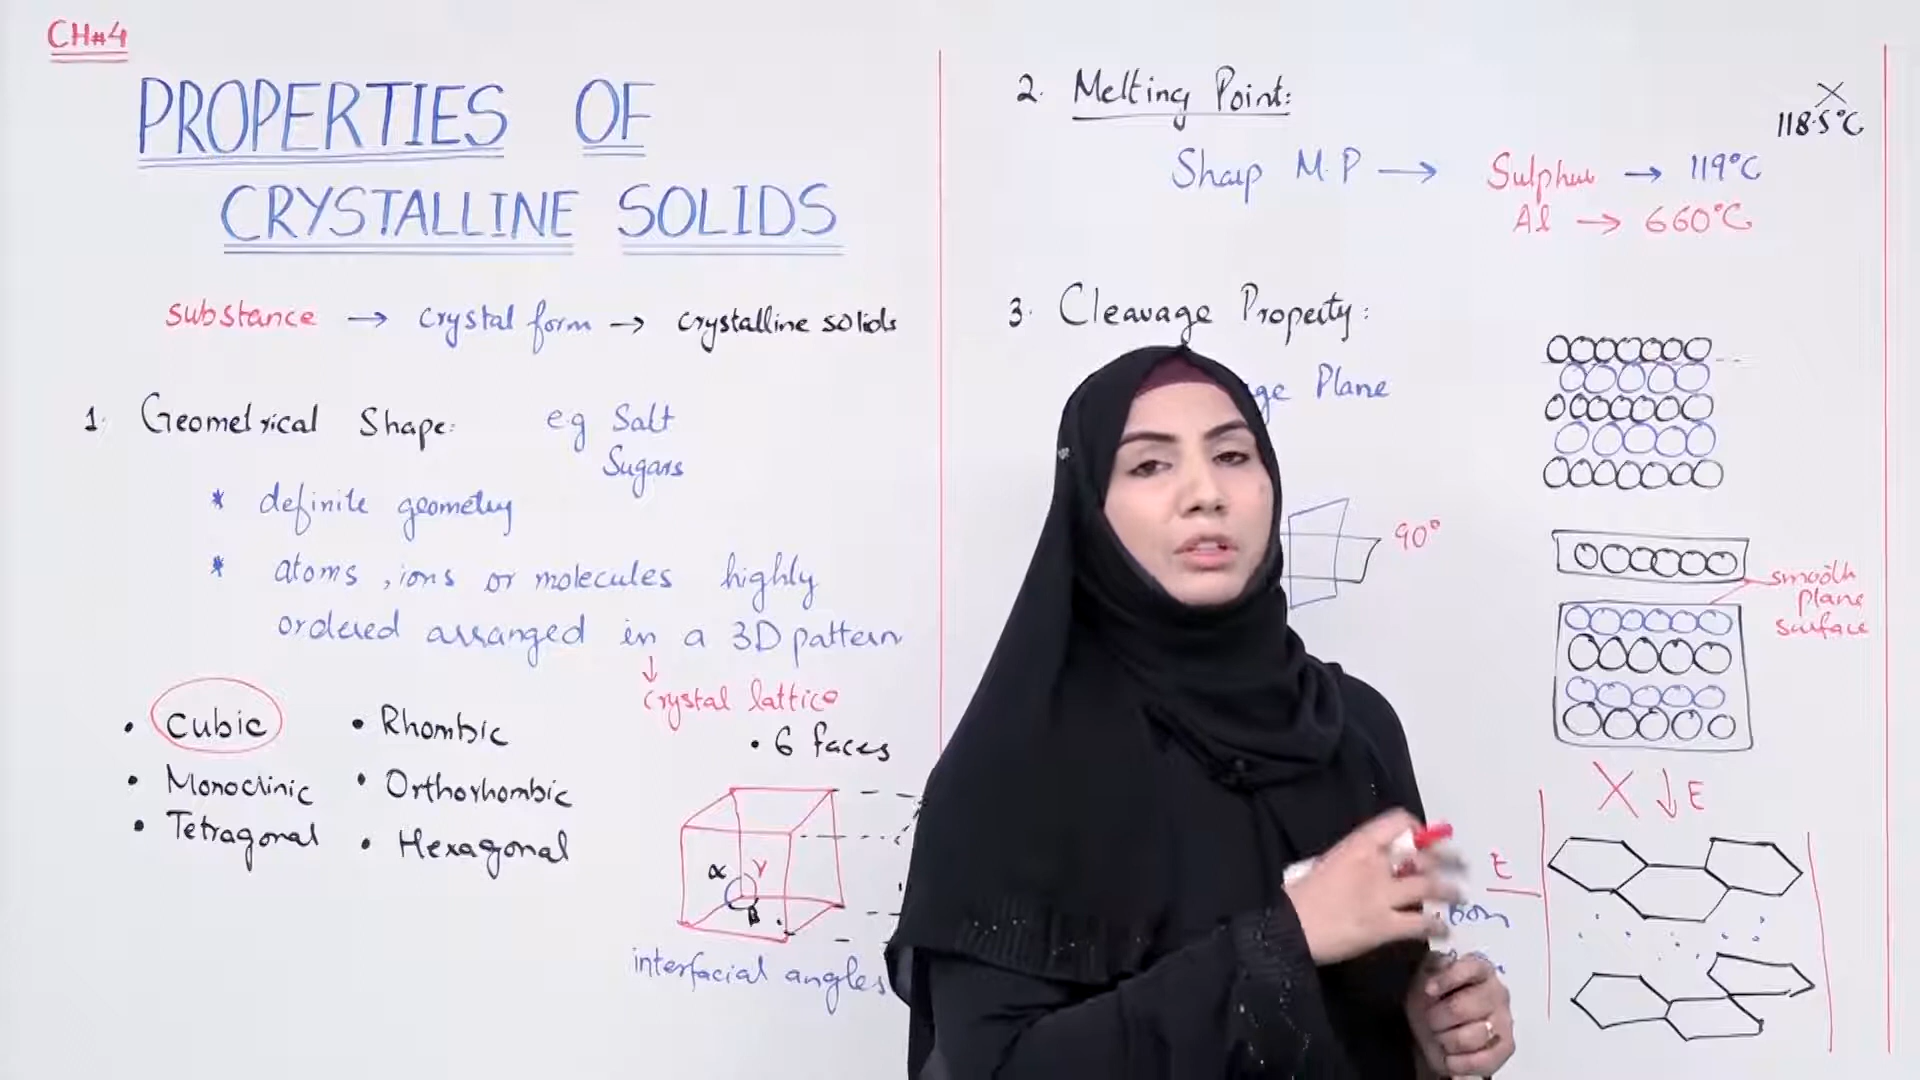 CH#4
PROPERTIES OF
CRYSTALLINE SOLIDS
substance → crystal form → crystalline solids
1. Geometrical Shape: eg Salt
Sugars
* definite geometry
* atoms, ions or molecules highly
ordered arranged in a 3D pattern
↓
crystal lattice
• Cubic
• Rhombic
• Monoclinic
• Orthorhombic
• Tetragonal
• Hexagonal
• 6 faces
α γ
β
interfacial angles
2. Melting Point:
X
118.5°C
Sharp M.P → Sulphur → 119°C
Al → 660°C
3. Cleavage Property:
Plane
90°
smooth
plane
surface
X ↓ E
E